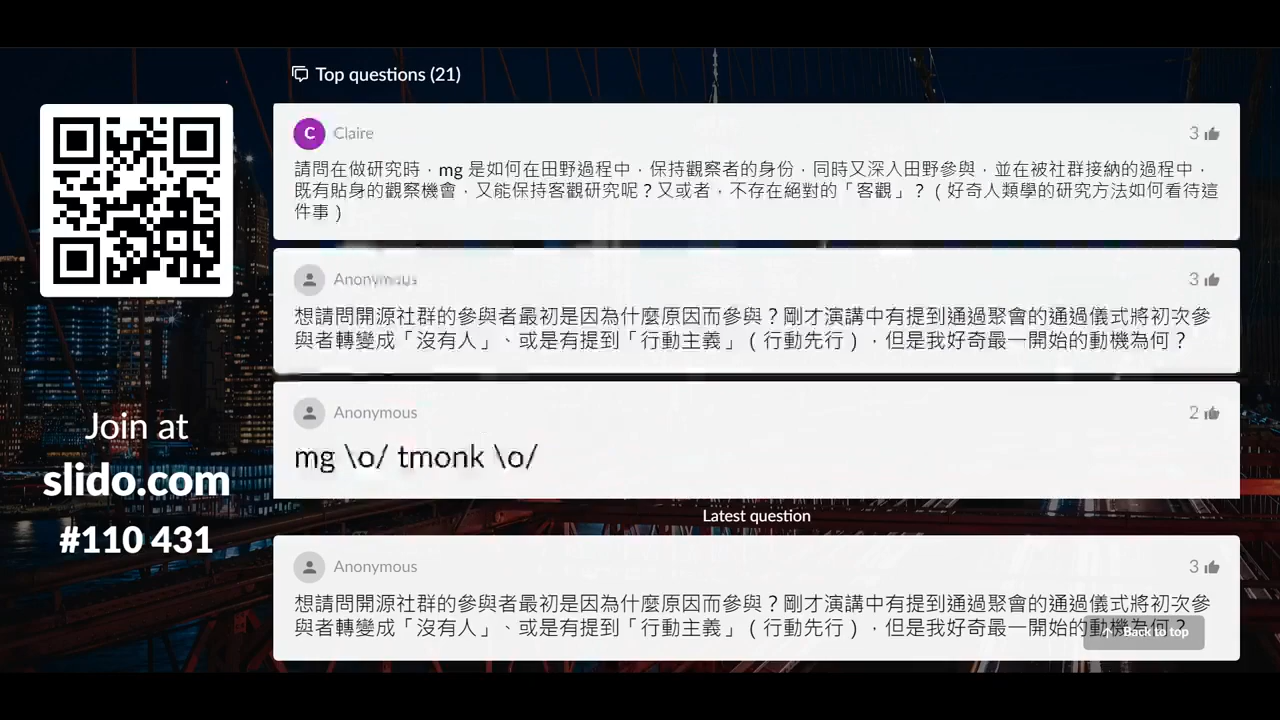 Top questions (21)
C Claire 3
請問在做研究時，mg 是如何在田野過程中，保持觀察者的身份，同時又深入田野參與，並在被社群接納的過程中，
既有貼身的觀察機會，又能保持客觀研究呢？又或者，不存在絕對的「客觀」？（好奇人類學的研究方法如何看待這
件事）
Anonymous 3
想請問開源社群的參與者最初是因為什麼原因而參與？剛才演講中有提到通過聚會的通過儀式將初次參
與者轉變成「沒有人」、或是有提到「行動主義」（行動先行），但是我好奇最一開始的動機為何？
Anonymous 2
mg \o/ tmonk \o/
Latest question
Anonymous 3
想請問開源社群的參與者最初是因為什麼原因而參與？剛才演講中有提到通過聚會的通過儀式將初次參
與者轉變成「沒有人」、或是有提到「行動主義」（行動先行），但是我好奇最一開始的動機為何？
Back to top
Join at
slido.com
#110 431